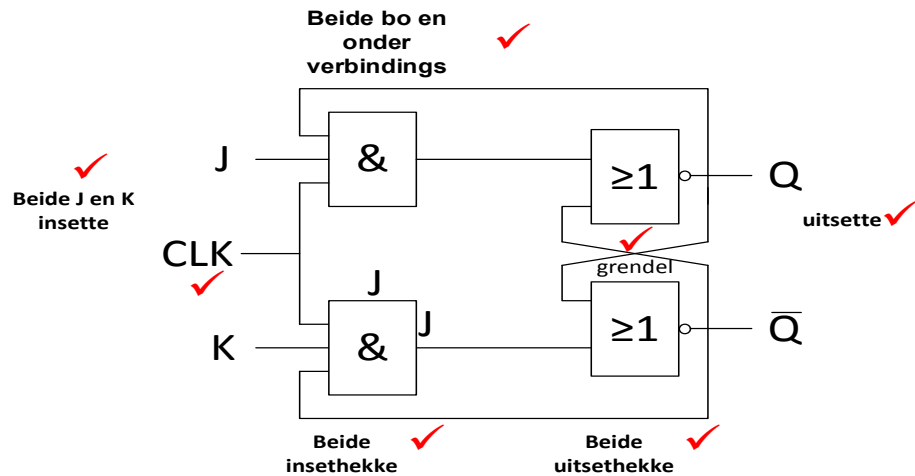 Beide bo en
onder
verbindings
J
&
≥1
Q
Beide J en K
insette
uitsette
CLK
grendel
J
J
K
&
≥1
Q̅
Beide
insethekke
Beide
uitsethekke